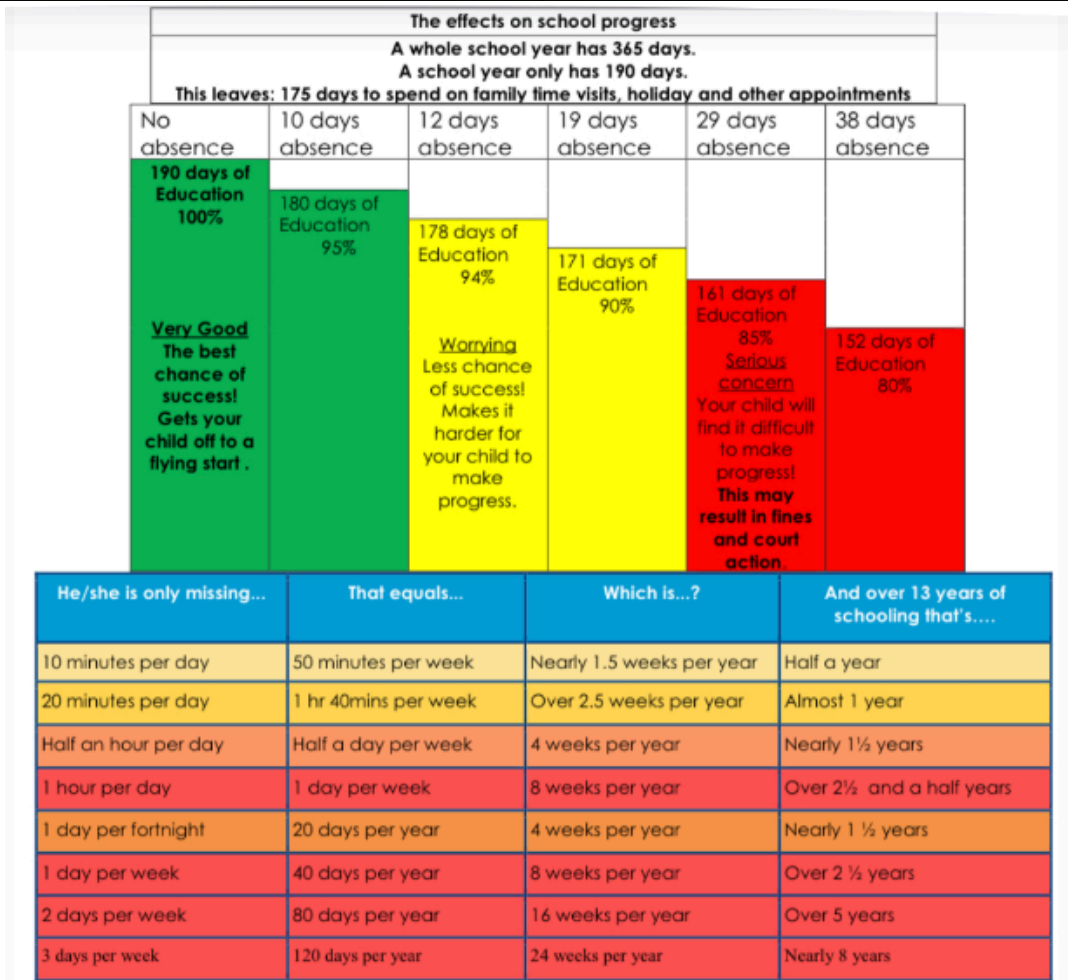 The effects on school progress
A whole school year has 365 days.
A school year only has 190 days.
This leaves: 175 days to spend on family time visits, holiday and other appointments
No
absence
10 days
absence
12 days
absence
19 days
absence
29 days
absence
38 days
absence
190 days of
Education
100%
Very Good
The best
chance of
success!
Gets your
child off to a
flying start .
180 days of
Education
95%
178 days of
Education
94%
Worrying
Less chance
of success!
Makes it
harder for
your child to
make
progress.
171 days of
Education
90%
161 days of
Education
85%
Serious
concern
Your child will
find it difficult
to make
progress!
This may
result in fines
and court
action.
152 days of
Education
80%
He/she is only missing...
That equals...
Which is...?
And over 13 years of
schooling that's....
10 minutes per day
50 minutes per week
Nearly 1.5 weeks per year
Half a year
20 minutes per day
1 hr 40mins per week
Over 2.5 weeks per year
Almost 1 year
Half an hour per day
Half a day per week
4 weeks per year
Nearly 1½ years
1 hour per day
1 day per week
8 weeks per year
Over 2½ and a half years
1 day per fortnight
20 days per year
4 weeks per year
Nearly 1 ½ years
1 day per week
40 days per year
8 weeks per year
Over 2 ½ years
2 days per week
80 days per year
16 weeks per year
Over 5 years
3 days per week
120 days per year
24 weeks per year
Nearly 8 years